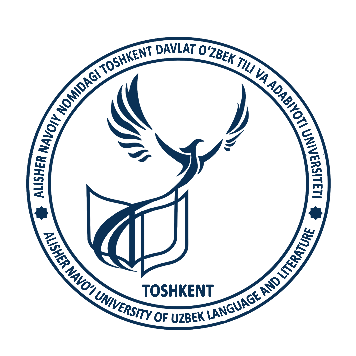 ALISHER NAVOIY NOMIDAGI TOSHKENT DAVLAT O‘ZBEK TILI VA ADABIYOTI UNIVERSITETI
TOSHKENT
ALISHER NAVO'I UNIVERSITY OF UZBEK LANGUAGE AND LITERATURE